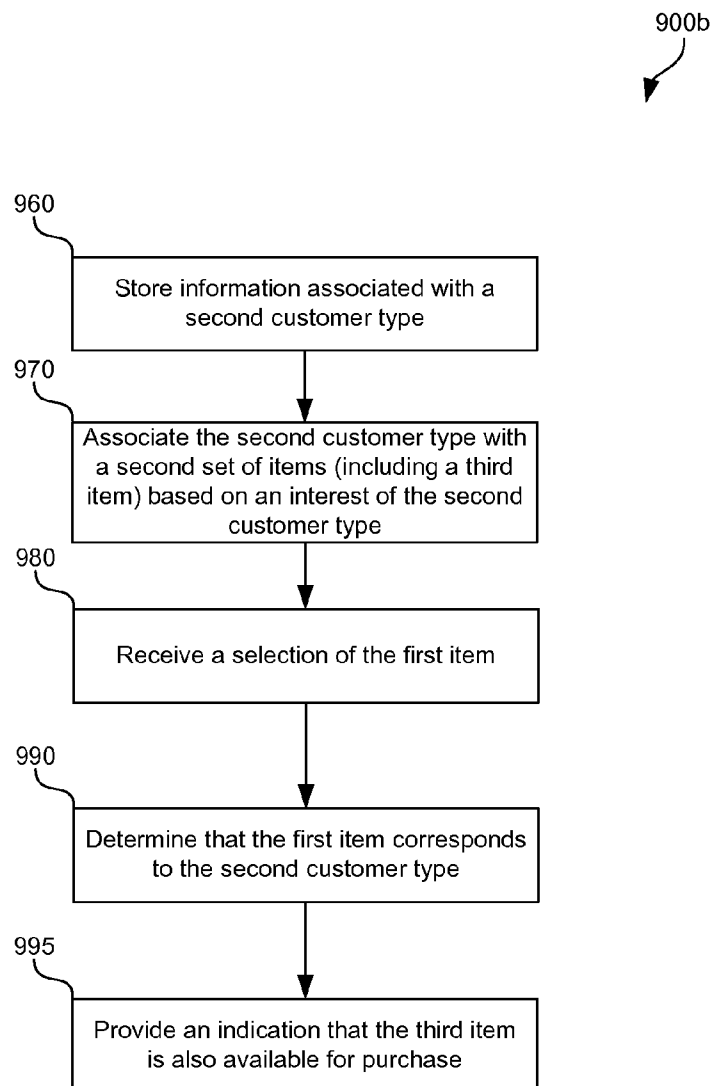 900b
960
Store information associated with a
second customer type
970
Associate the second customer type with
a second set of items (including a third
item) based on an interest of the second
customer type
980
Receive a selection of the first item
990
Determine that the first item corresponds
to the second customer type
995
Provide an indication that the third item
is also available for purchase